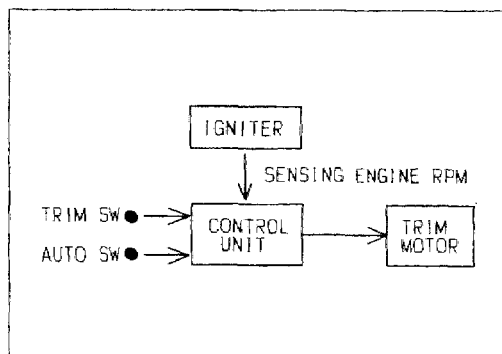 IGNITER
SENSING ENGINE RPM
TRIM SW
AUTO SW
CONTROL
UNIT
TRIM
MOTOR